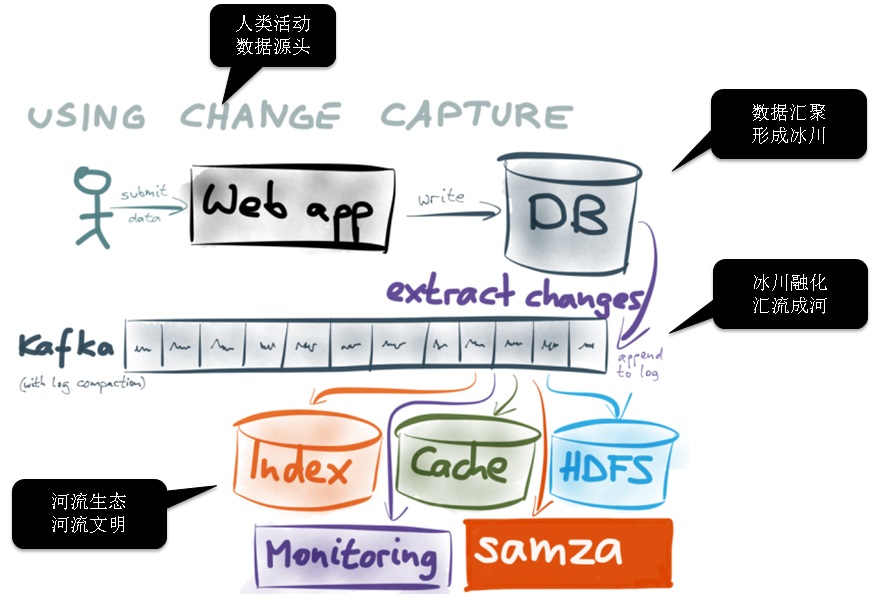 人类活动
数据源头
USING CHANGE CAPTURE
数据汇聚
形成冰川
submit
data
Web app
write
DB
extract changes
冰川融化
汇流成河
Kafka
(with log compaction)
append
to log
Index
Cache
HDFS
河流生态
河流文明
Monitoring
samza